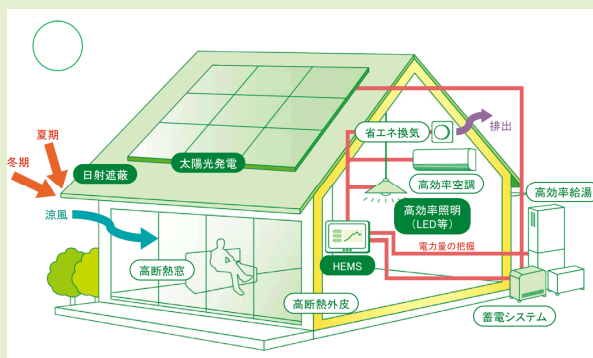 夏期
冬期
日射遮蔽
太陽光発電
涼風
高断熱窓
省エネ換気
排出
高効率空調
高効率照明
（LED等）
高効率給湯
HEMS
電力量の把握
高断熱外皮
蓄電システム